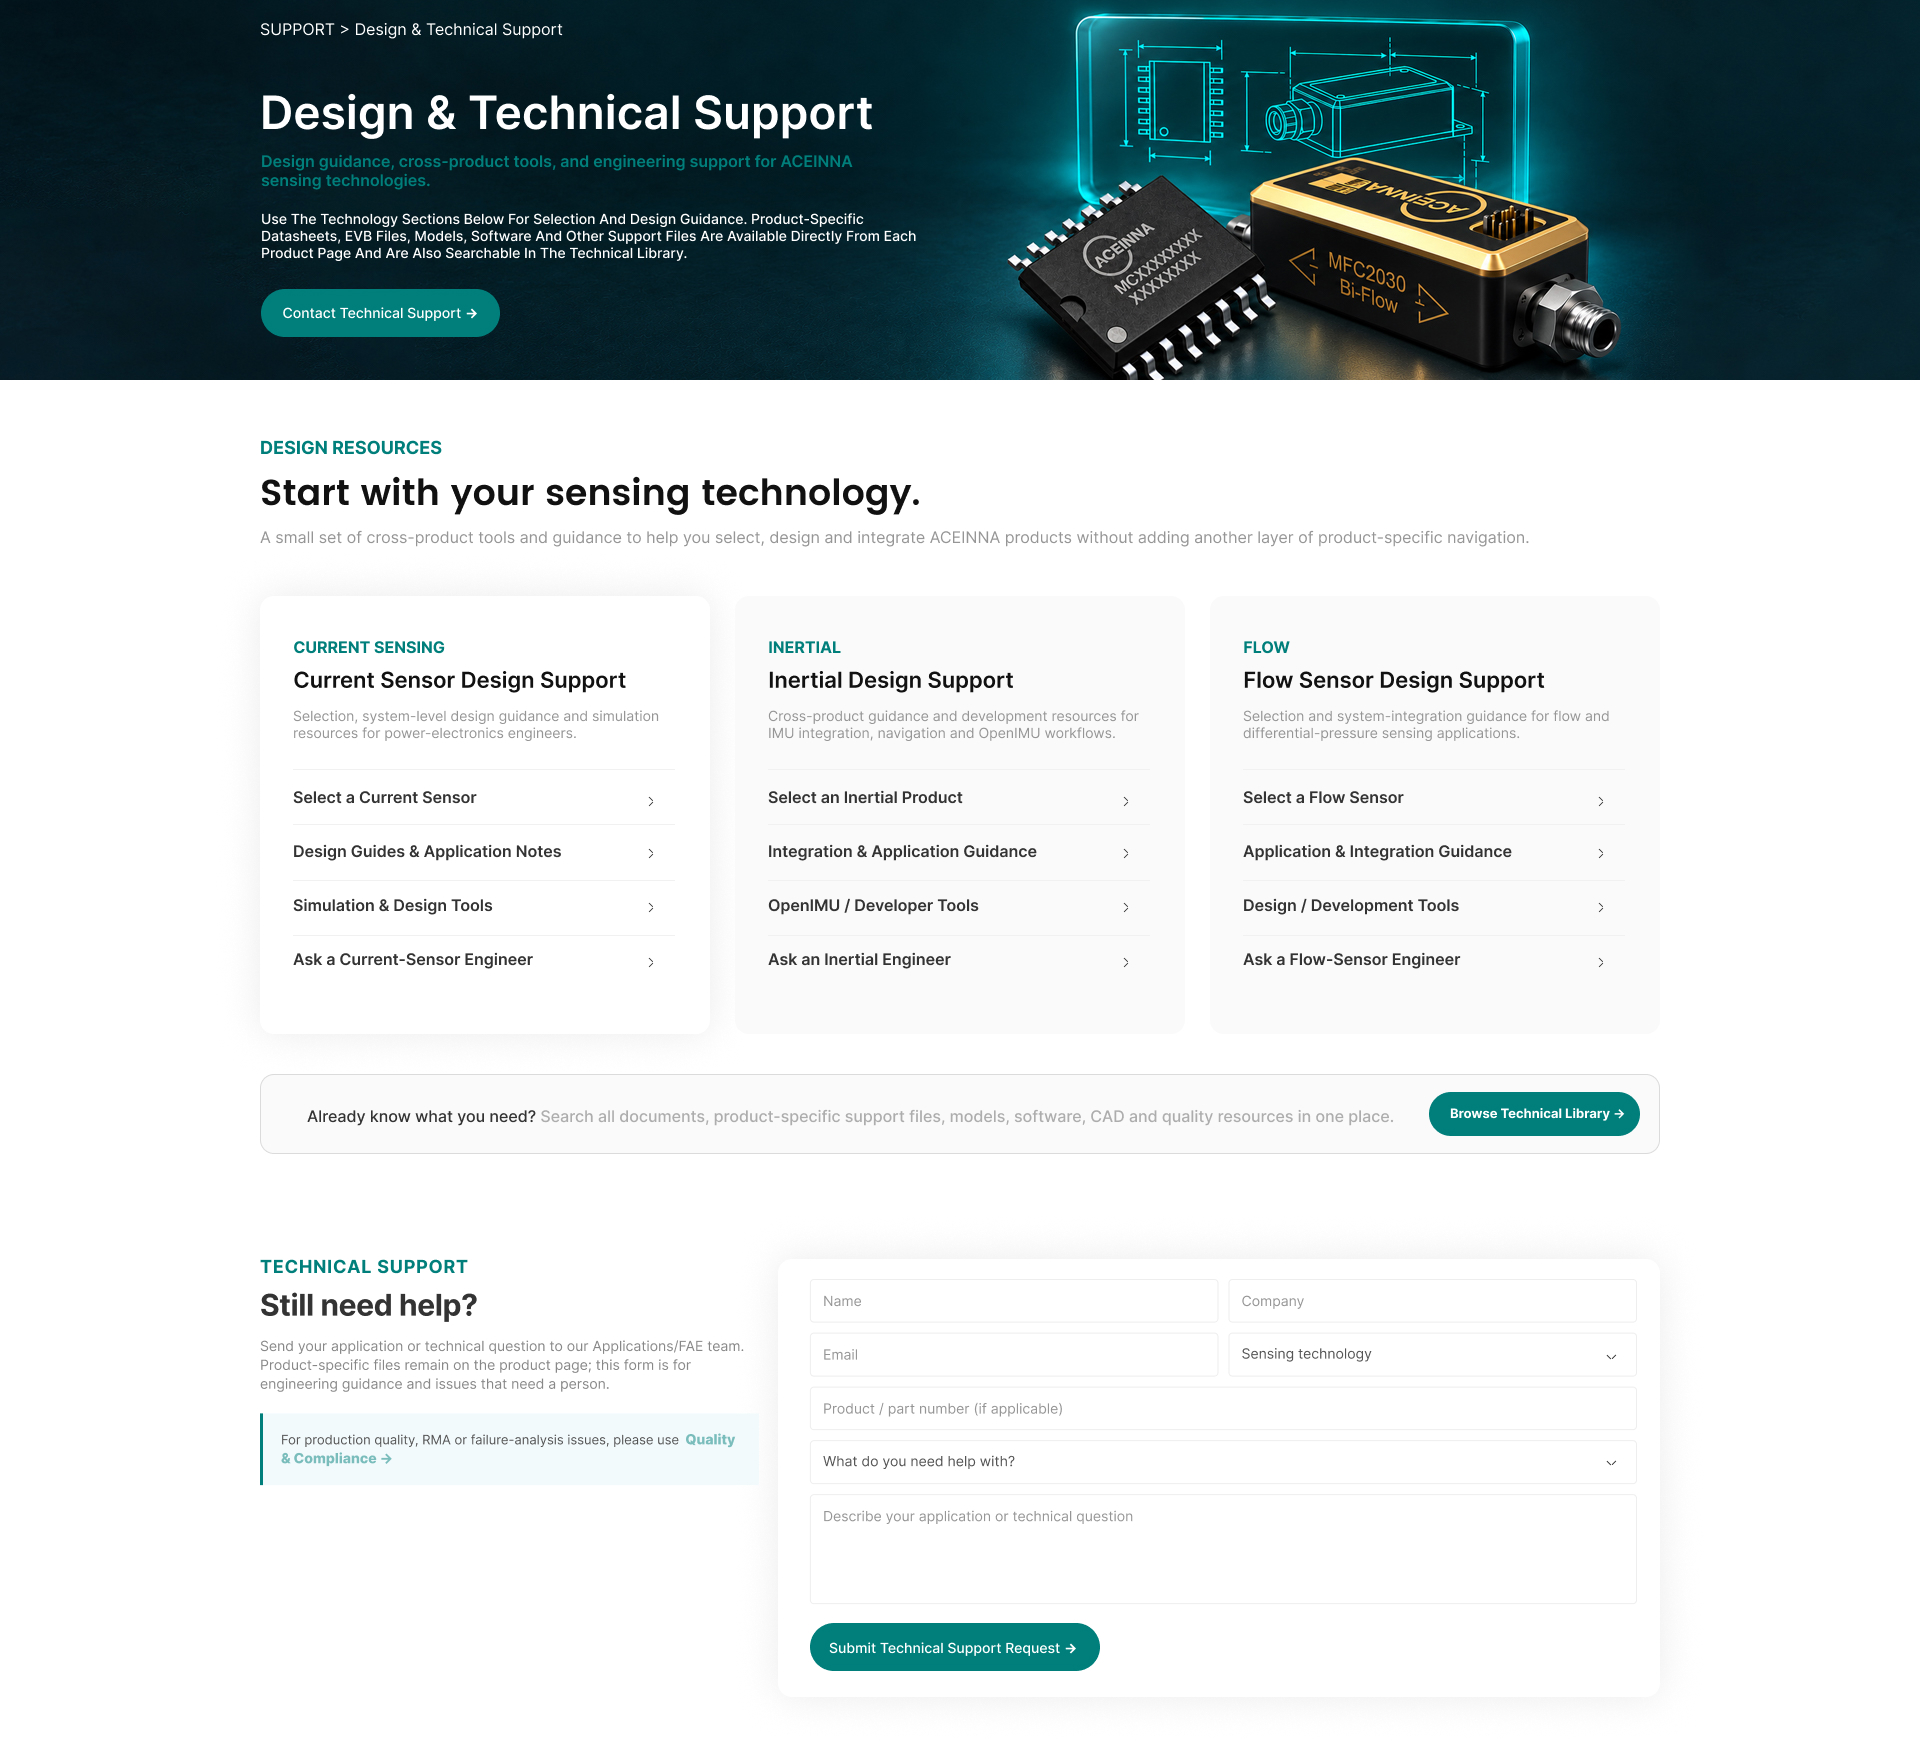 SUPPORT > Design & Technical Support
Design & Technical Support
Design guidance, cross-product tools, and engineering support for ACEINNA
sensing technologies.
Use The Technology Sections Below For Selection And Design Guidance. Product-Specific
Datasheets, EVB Files, Models, Software And Other Support Files Are Available Directly From Each
Product Page And Are Also Searchable In The Technical Library.
Contact Technical Support →
ACEINNA
MCXXXXXXXX
XXXXXXXXX
ACEINNA
MFC2030
Bi-Flow
DESIGN RESOURCES
Start with your sensing technology.
A small set of cross-product tools and guidance to help you select, design and integrate ACEINNA products without adding another layer of product-specific navigation.
CURRENT SENSING
Current Sensor Design Support
Selection, system-level design guidance and simulation
resources for power-electronics engineers.
Select a Current Sensor
Design Guides & Application Notes
Simulation & Design Tools
Ask a Current-Sensor Engineer
INERTIAL
Inertial Design Support
Cross-product guidance and development resources for
IMU integration, navigation and OpenIMU workflows.
Select an Inertial Product
Integration & Application Guidance
OpenIMU / Developer Tools
Ask an Inertial Engineer
FLOW
Flow Sensor Design Support
Selection and system-integration guidance for flow and
differential-pressure sensing applications.
Select a Flow Sensor
Application & Integration Guidance
Design / Development Tools
Ask a Flow-Sensor Engineer
Already know what you need? Search all documents, product-specific support files, models, software, CAD and quality resources in one place.
Browse Technical Library →
TECHNICAL SUPPORT
Still need help?
Send your application or technical question to our Applications/FAE team.
Product-specific files remain on the product page; this form is for
engineering guidance and issues that need a person.
For production quality, RMA or failure-analysis issues, please use Quality
& Compliance →
Name
Company
Email
Sensing technology
Product / part number (if applicable)
What do you need help with?
Describe your application or technical question
Submit Technical Support Request →